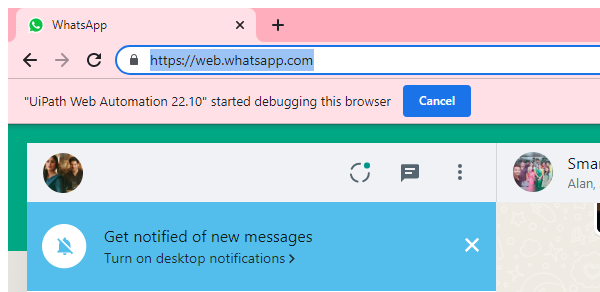 WhatsApp
https://web.whatsapp.com
"UiPath Web Automation 22.10" started debugging this browser
Cancel
Alan,
Get notified of new messages
Turn on desktop notifications